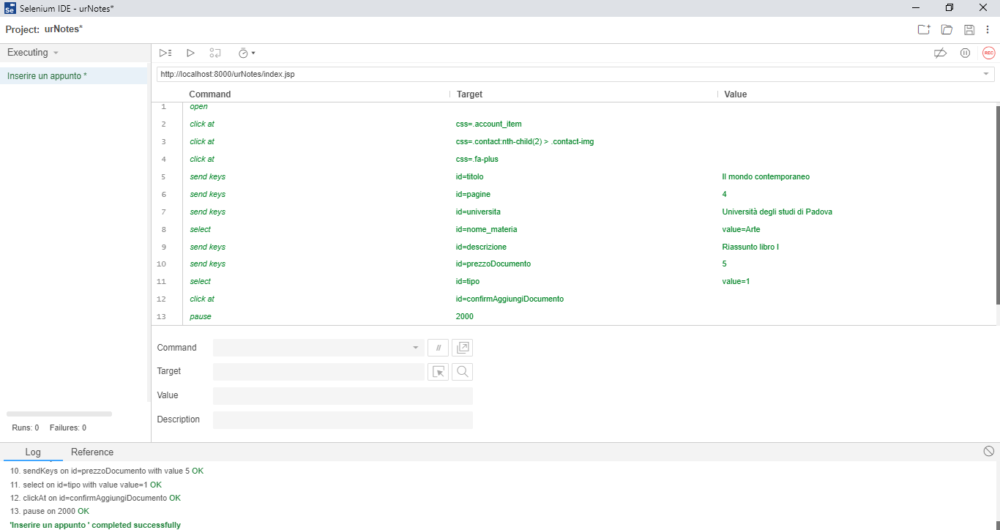 Selenium IDE - urNotes*
Project: urNotes*
Executing
Inserire un appunto *
REC
http://localhost:8000/urNotes/index.jsp
Command Target Value
1 open
2 click at css=.account_item
3 click at css=.contact:nth-child(2) > .contact-img
4 click at css=.fa-plus
5 send keys id=titolo Il mondo contemporaneo
6 send keys id=pagine 4
7 send keys id=universita Università degli studi di Padova
8 select id=nome_materia value=Arte
9 send keys id=descrizione Riassunto libro I
10 send keys id=prezzoDocumento 5
11 select id=tipo value=1
12 click at id=confirmAggiungiDocumento
13 pause 2000
Command //
Target
Value
Description
Runs: 0 Failures: 0
Log Reference
10. sendKeys on id=prezzoDocumento with value 5 OK
11. select on id=tipo with value value=1 OK
12. clickAt on id=confirmAggiungiDocumento OK
13. pause on 2000 OK
'Inserire un appunto ' completed successfully